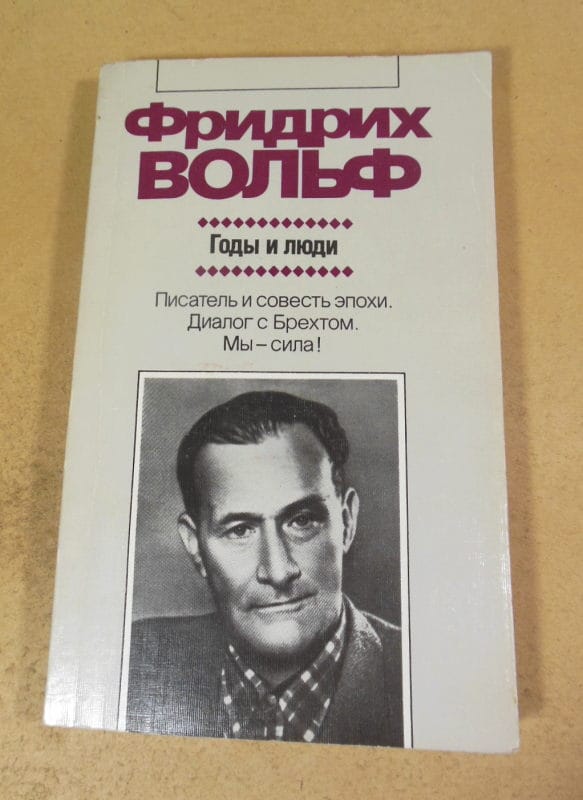 Фридрих
ВОЛЬФ
Годы и люди
Писатель и совесть эпохи.
Диалог с Брехтом.
Мы – сила!